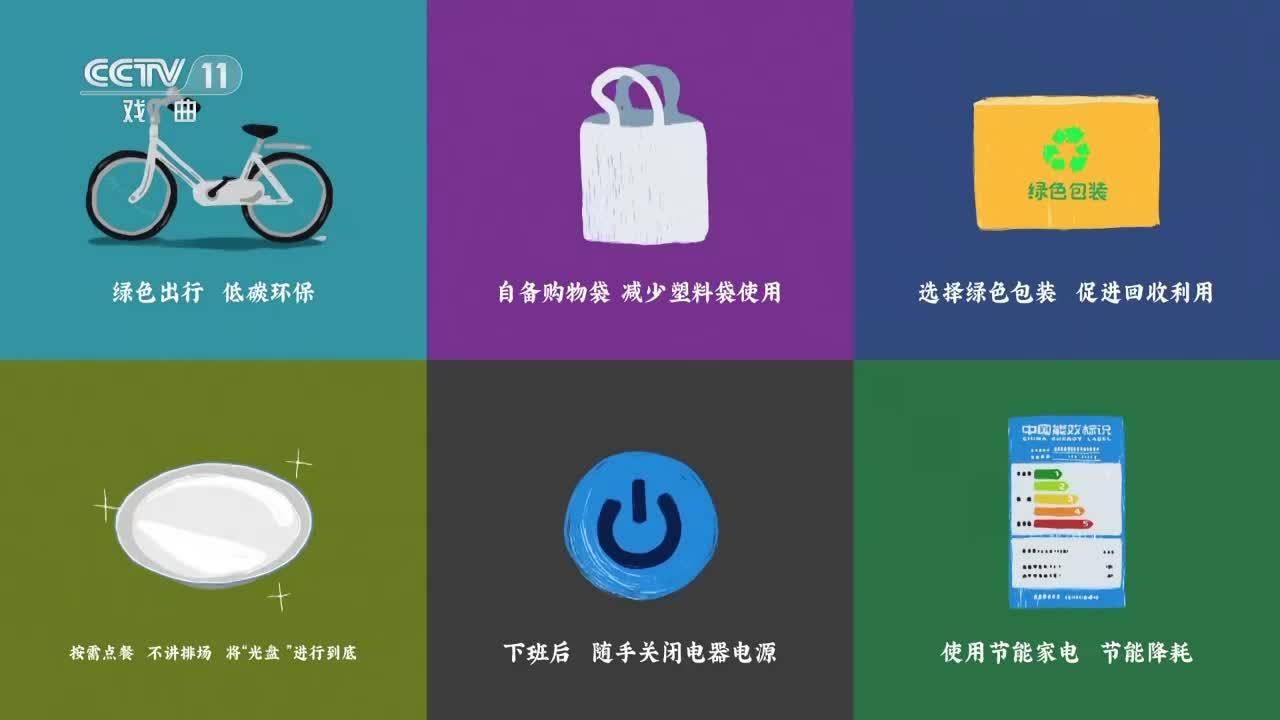 CCTV 11
戏曲
绿色出行 低碳环保
自备购物袋 减少塑料袋使用
绿色包装
选择绿色包装 促进回收利用
按需点餐 不讲排场 将“光盘”进行到底
下班后 随手关闭电器电源
中国能效标识
CHINA ENERGY LABEL
1
2
3
4
5
使用节能家电 节能降耗